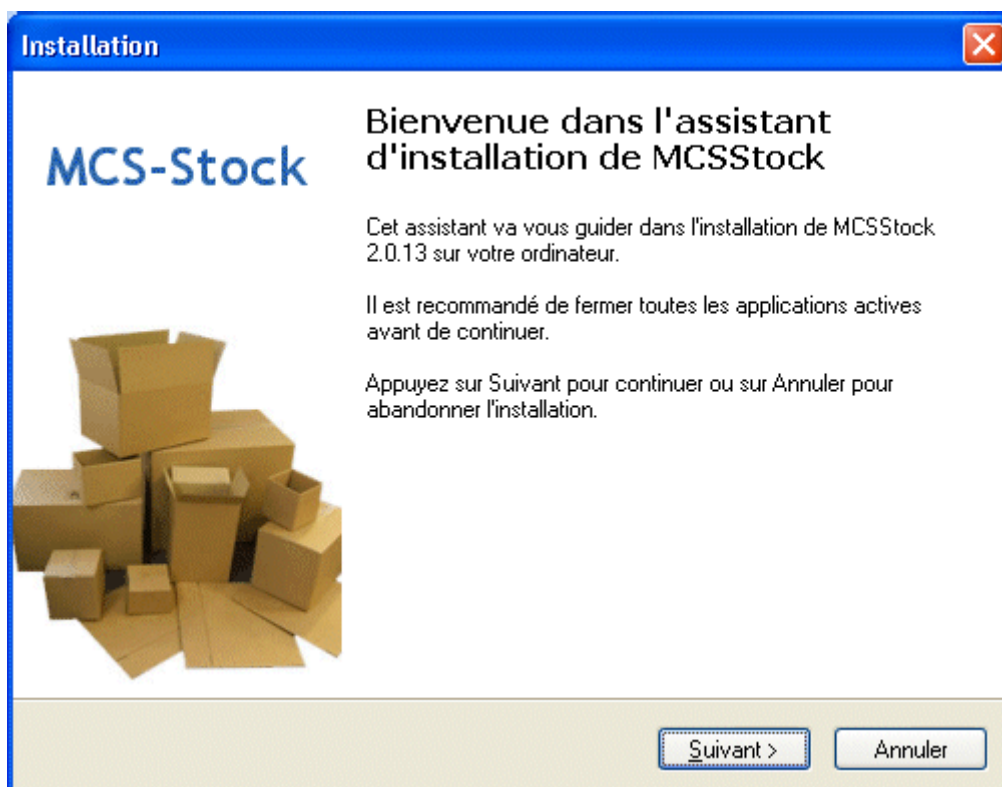 Installation
MCS-Stock
Bienvenue dans l'assistant
d'installation de MCSStock
Cet assistant va vous guider dans l'installation de MCSStock
2.0.13 sur votre ordinateur.
Il est recommandé de fermer toutes les applications actives
avant de continuer.
Appuyez sur Suivant pour continuer ou sur Annuler pour
abandonner l'installation.
Suivant >
Annuler